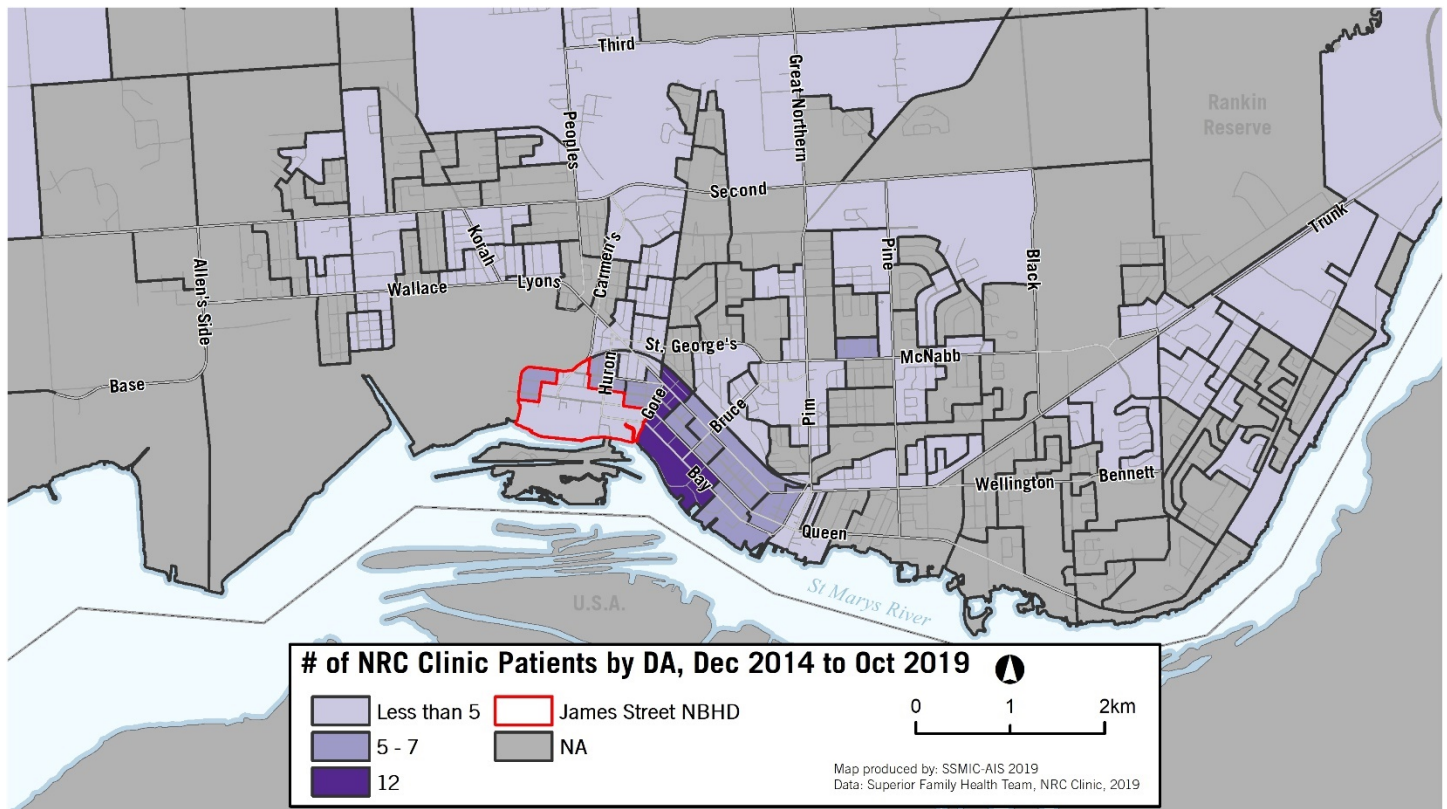 Third
Great Northern
Peoples
Rankin
Reserve
Second
Trunk
Korah
Carmen's
Pine
Black
Allen's Side
Wallace
Lyons
St. George's
McNabb
Base
Huron
Gore
Bruce
Pim
Bay
Wellington
Bennett
Queen
St Marys River
U.S.A.
# of NRC Clinic Patients by DA, Dec 2014 to Oct 2019
Less than 5
James Street NBHD
5 - 7
NA
12
0 1 2km
Map produced by: SSMIC-AIS 2019
Data: Superior Family Health Team, NRC Clinic, 2019